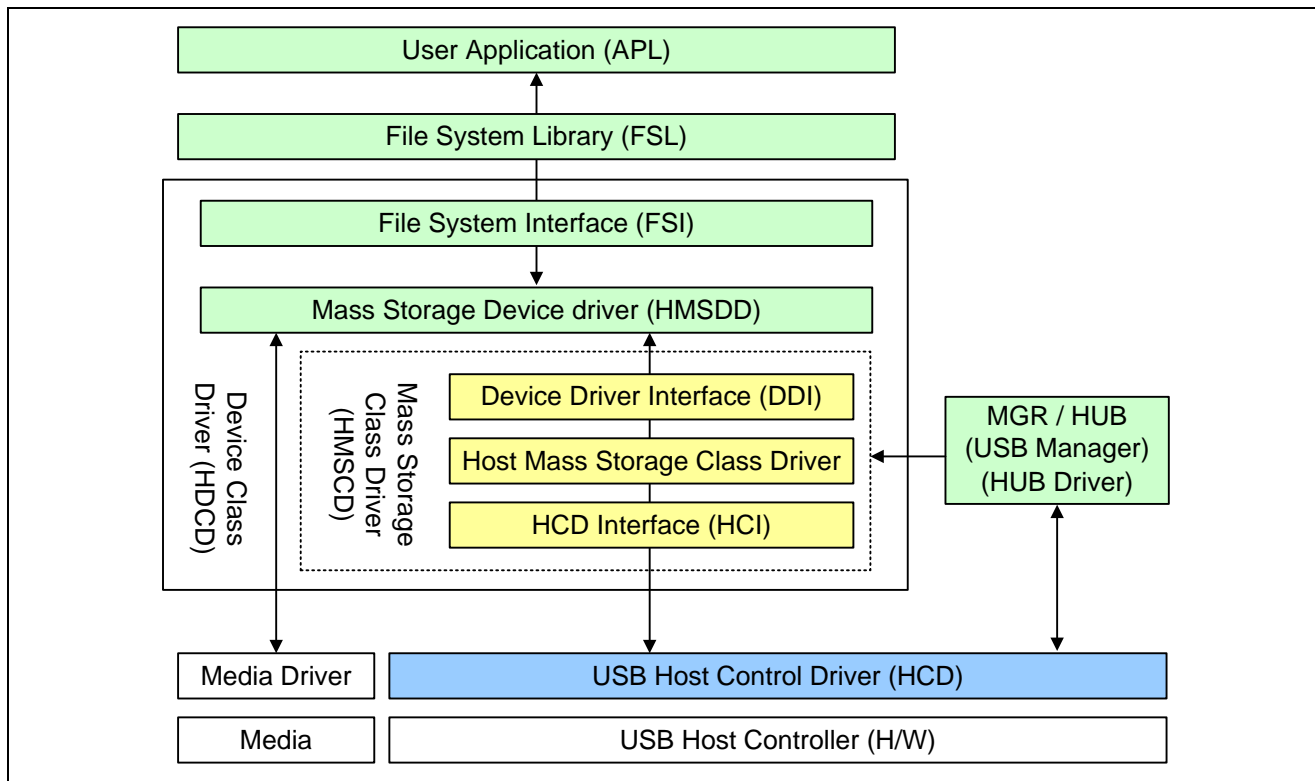 User Application (APL)
File System Library (FSL)
File System Interface (FSI)
Mass Storage Device driver (HMSDD)
Device Class
Driver (HDCD)
Mass Storage
Class Driver
(HMSCD)
Device Driver Interface (DDI)
Host Mass Storage Class Driver
HCD Interface (HCI)
MGR / HUB
(USB Manager)
(HUB Driver)
Media Driver
USB Host Control Driver (HCD)
Media
USB Host Controller (H/W)